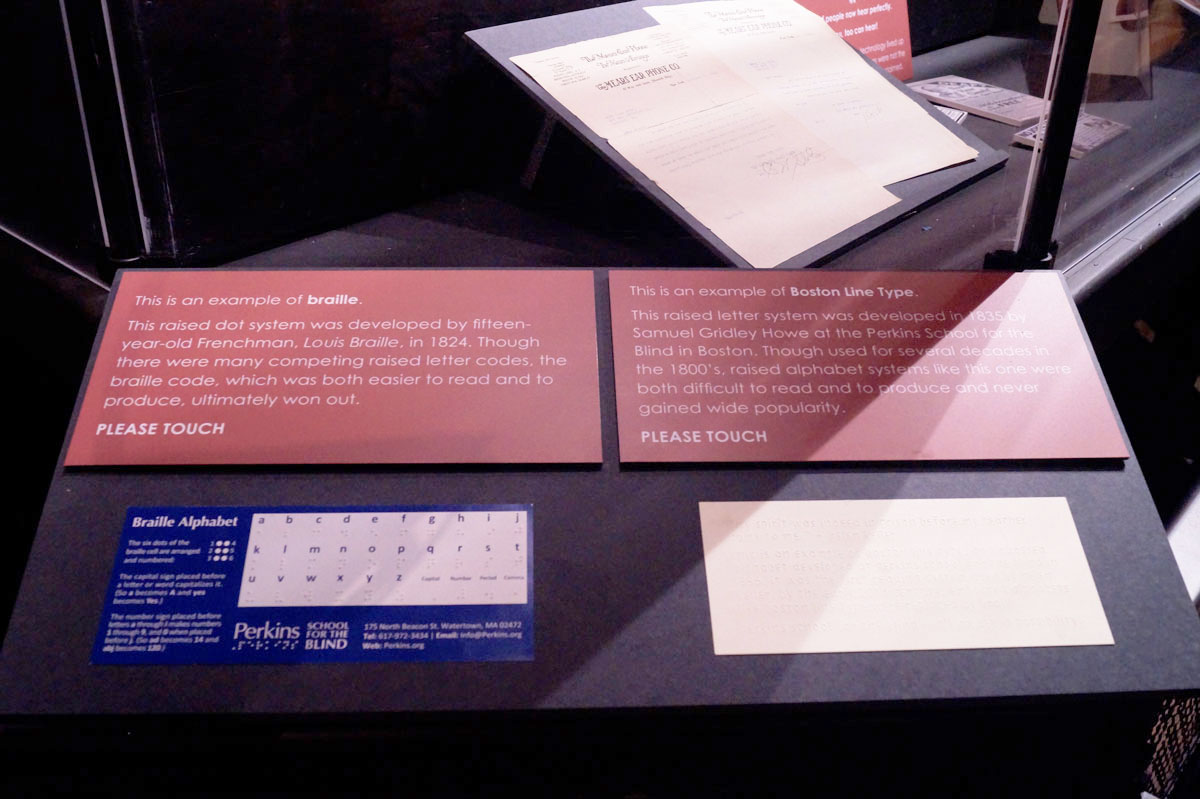 The Mears Ear Phone
MEARS EAR PHONE CO.
people now hear perfectly.
too can hear!
technology lived up
were not the
This is an example of braille.
This raised dot system was developed by fifteen-
year-old Frenchman, Louis Braille, in 1824. Though
there were many competing raised letter codes, the
braille code, which was both easier to read and to
produce, ultimately won out.
PLEASE TOUCH
This is an example of Boston Line Type.
This raised letter system was developed in 1835 by
Samuel Gridley Howe at the Perkins School for the
Blind in Boston. Though used for several decades in
the 1800's, raised alphabet systems like this one were
both difficult to read and to produce and never
gained wide popularity.
PLEASE TOUCH
Braille Alphabet
The six dots of the
braille cell are arranged
and numbered:
1 4
2 5
3 6
The capital sign placed before
a letter or word capitalizes it.
(So a becomes A and yes
becomes Yes.)
The number sign placed before
letters a through i makes numbers
1 through 9, and 0 when placed
before j. (So ad becomes 14 and
abj becomes 120.)
a b c d e f g h i j
k l m n o p q r s t
u v w x y z Capital Number Period Comma
Perkins
SCHOOL
FOR THE
BLIND
175 North Beacon St. Watertown, MA 02472
Tel: 617-972-3434 | Email: Info@Perkins.org
Web: Perkins.org